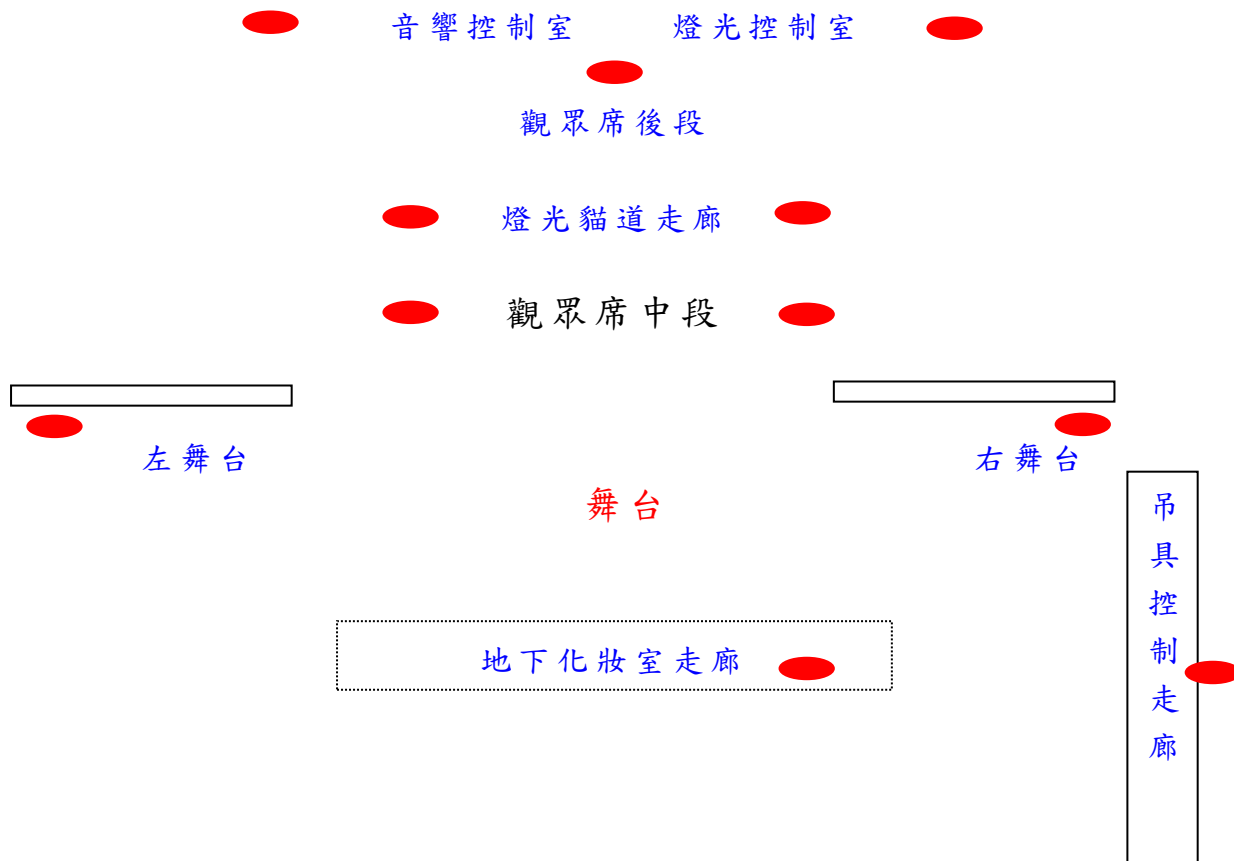 音響控制室 燈光控制室
觀眾席後段
燈光貓道走廊
觀眾席中段
左舞台 右舞台
舞台
吊具控制走廊
地下化妝室走廊